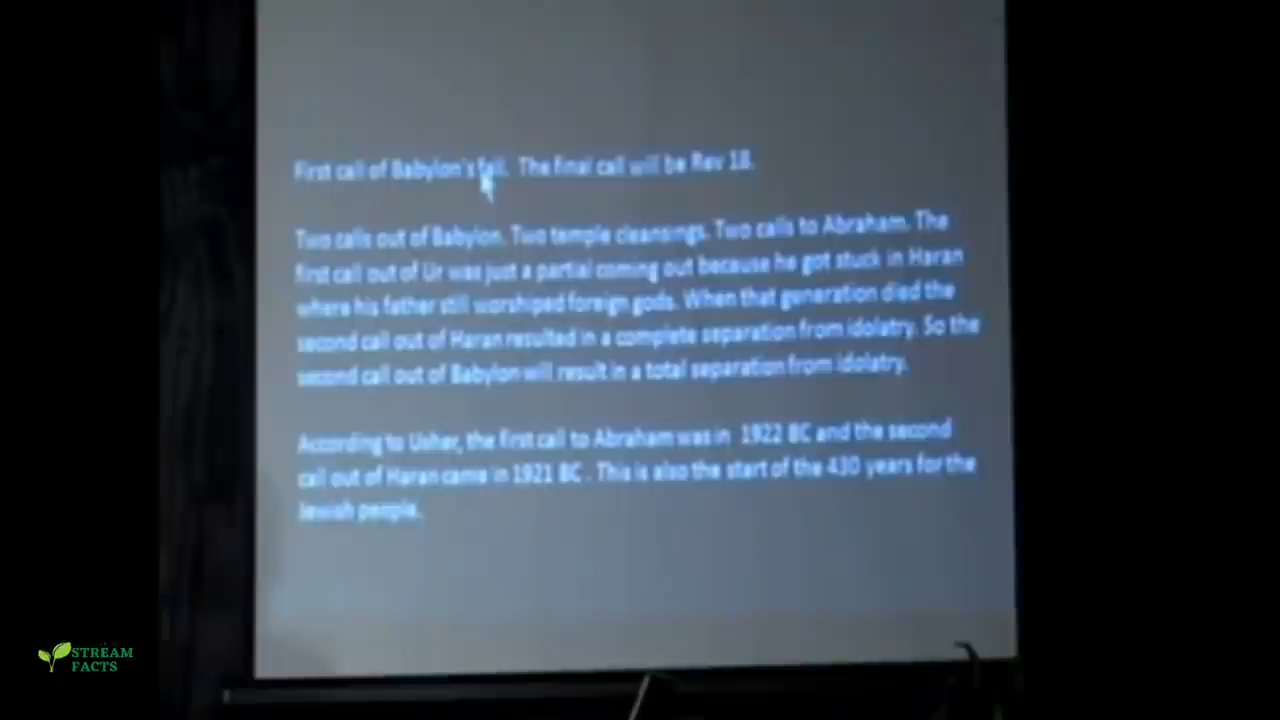 First call of Babylon's fall. The final call will be Rev 18.
Two calls out of Babylon. Two temple cleansings. Two calls to Abraham. The
first call out of Ur was just a partial coming out because he got stuck in Haran
where his father still worshiped foreign gods. When that generation died the
second call out of Haran resulted in a complete separation from idolatry. So the
second call out of Babylon will result in a total separation from idolatry.
According to Usher, the first call to Abraham was in 1922 BC and the second
call out of Haran came in 1921 BC . This is also the start of the 430 years for the
Jewish people.
STREAM
FACTS